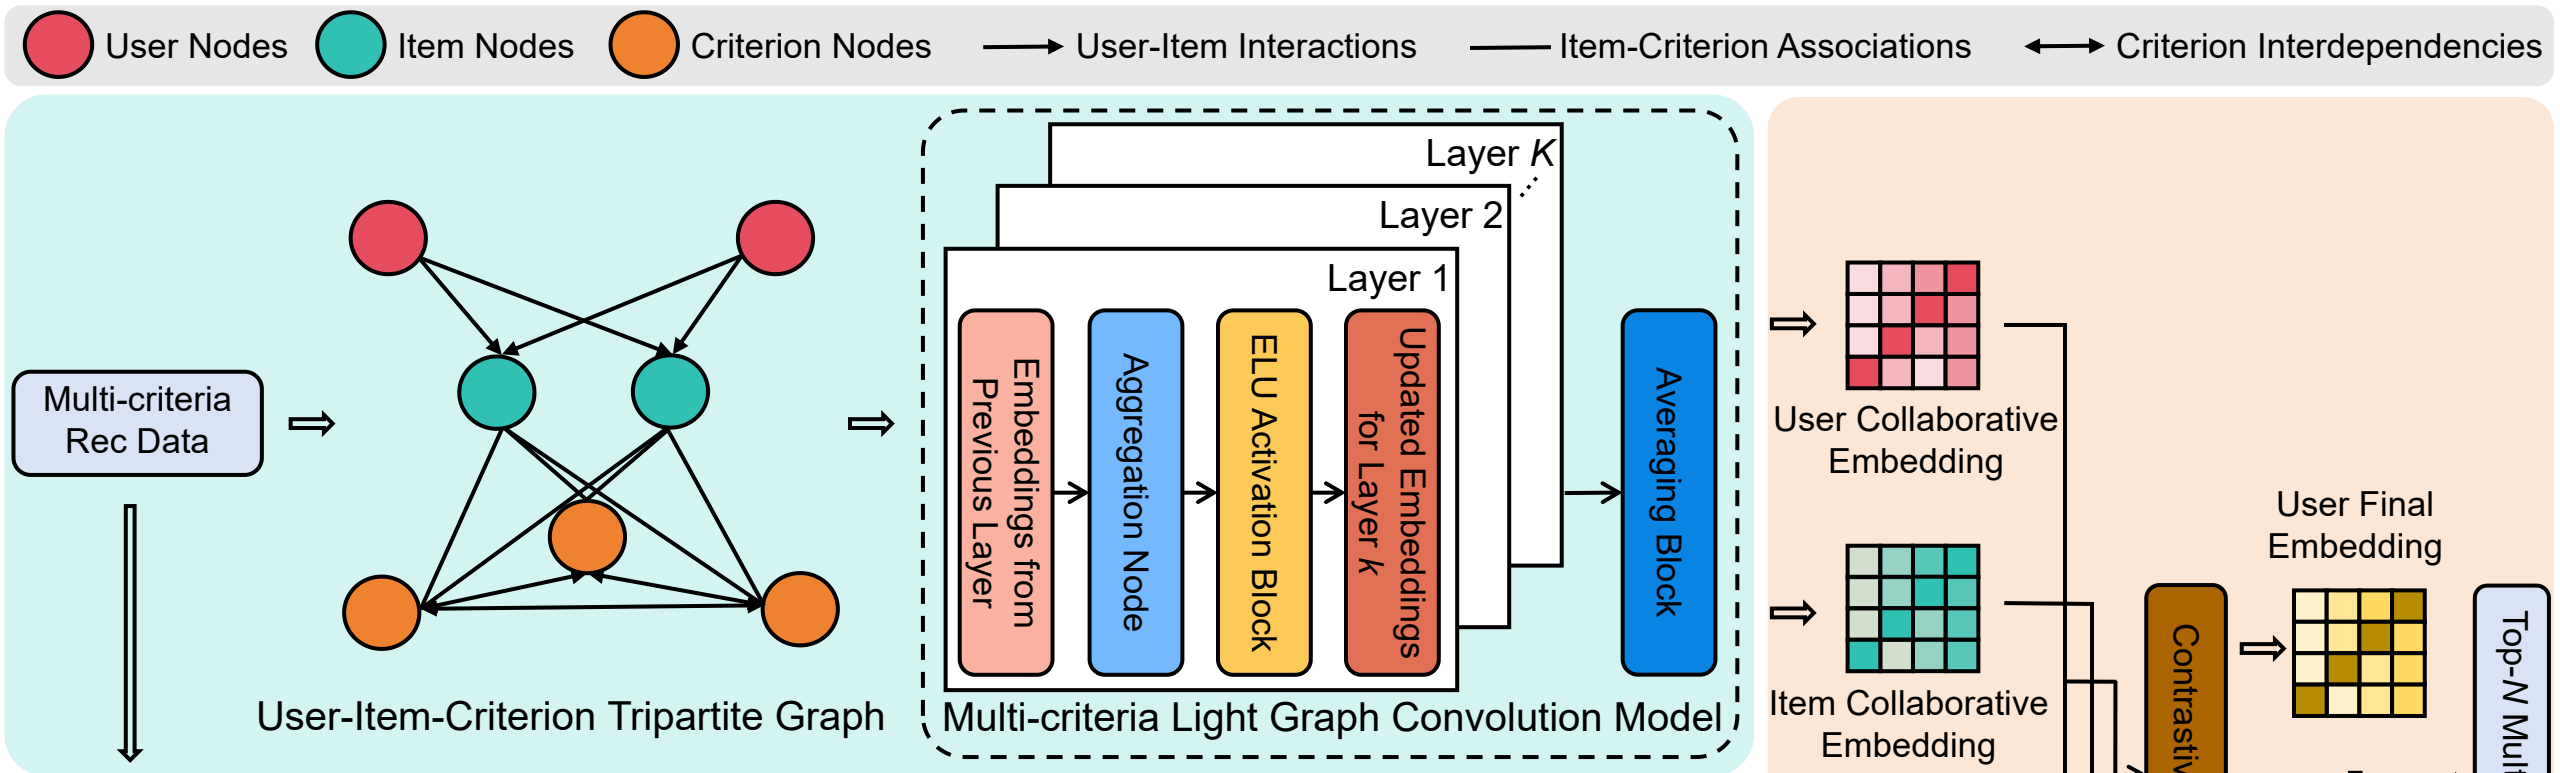 User Nodes
Item Nodes
Criterion Nodes
User-Item Interactions
Item-Criterion Associations
Criterion Interdependencies
Multi-criteria
Rec Data
User-Item-Criterion Tripartite Graph
Layer K
Layer 2
Layer 1
Embeddings from
Previous Layer
Aggregation Node
ELU Activation Block
Updated Embeddings
for Layer k
Averaging Block
Multi-criteria Light Graph Convolution Model
User Collaborative
Embedding
Item Collaborative
Embedding
User Final
Embedding
Top-N